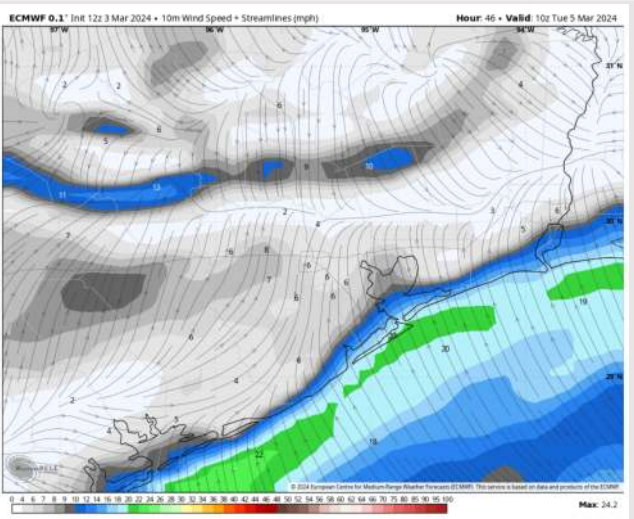 ECMWF 0.1° Init 12z 3 Mar 2024 • 10m Wind Speed + Streamlines (mph) Hour: 46 • Valid: 10z Tue 5 Mar 2024
97°W 96°W 95°W 94°W
31°N
2 2 4
6
5 6
9 10
11 13
2 3 6
30°N
4 5
7
6 8
6
7 6 6
6 6
19
6
20
6
29°N
4
2
4 5
18
22
© 2024 European Centre for Medium-Range Weather Forecasts (ECMWF). This service is based on data and products of the ECMWF.
0 4 6 8 10 12 14 16 18 20 22 24 26 28 30 32 34 36 38 40 42 44 46 48 50 52 54 56 58 60 65 70 75 80 85 90 95 100
Max: 24.2